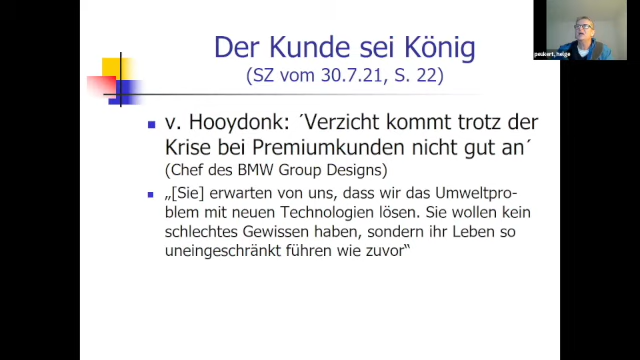 Der Kunde sei König
(SZ vom 30.7.21, S. 22)
v. Hooydonk: ´Verzicht kommt trotz der
Krise bei Premiumkunden nicht gut an´
(Chef des BMW Group Designs)
„[Sie] erwarten von uns, dass wir das Umweltpro-
blem mit neuen Technologien lösen. Sie wollen kein
schlechtes Gewissen haben, sondern ihr Leben so
uneingeschränkt führen wie zuvor“
peukert, helge